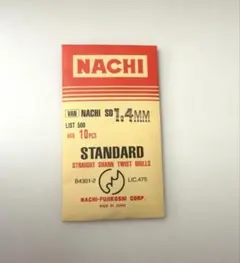 NACHI
NACHI SD 1.4MM
LIST 500
10PCS
STANDARD
STRAIGHT SHANK TWIST DRILLS
B4301-2 LIC.475
NACHI-FUJIKOSHI CORP.
MADE IN JAPAN